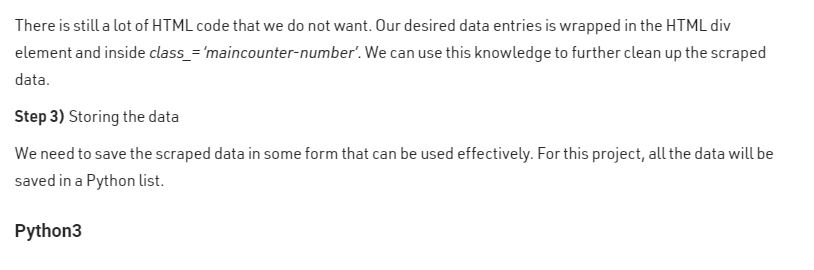 There is still a lot of HTML code that we do not want. Our desired data entries is wrapped in the HTML div
element and inside class_= ‘maincounter-number’. We can use this knowledge to further clean up the scraped
data.
Step 3) Storing the data
We need to save the scraped data in some form that can be used effectively. For this project, all the data will be
saved in a Python list.
Python3